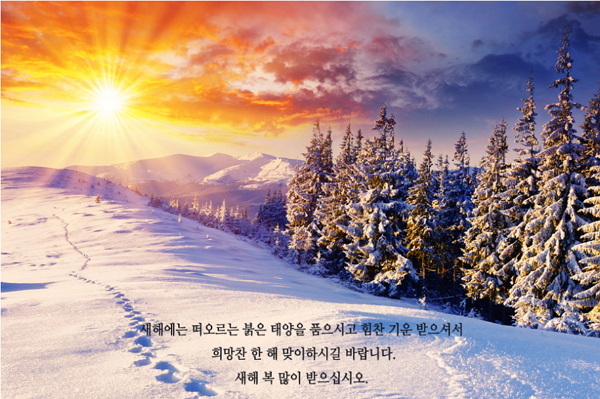 새해에는 떠오르는 붉은 태양을 품으시고 힘찬 기운 받으셔서
희망찬 한 해 맞이하시길 바랍니다.
새해 복 많이 받으십시오.